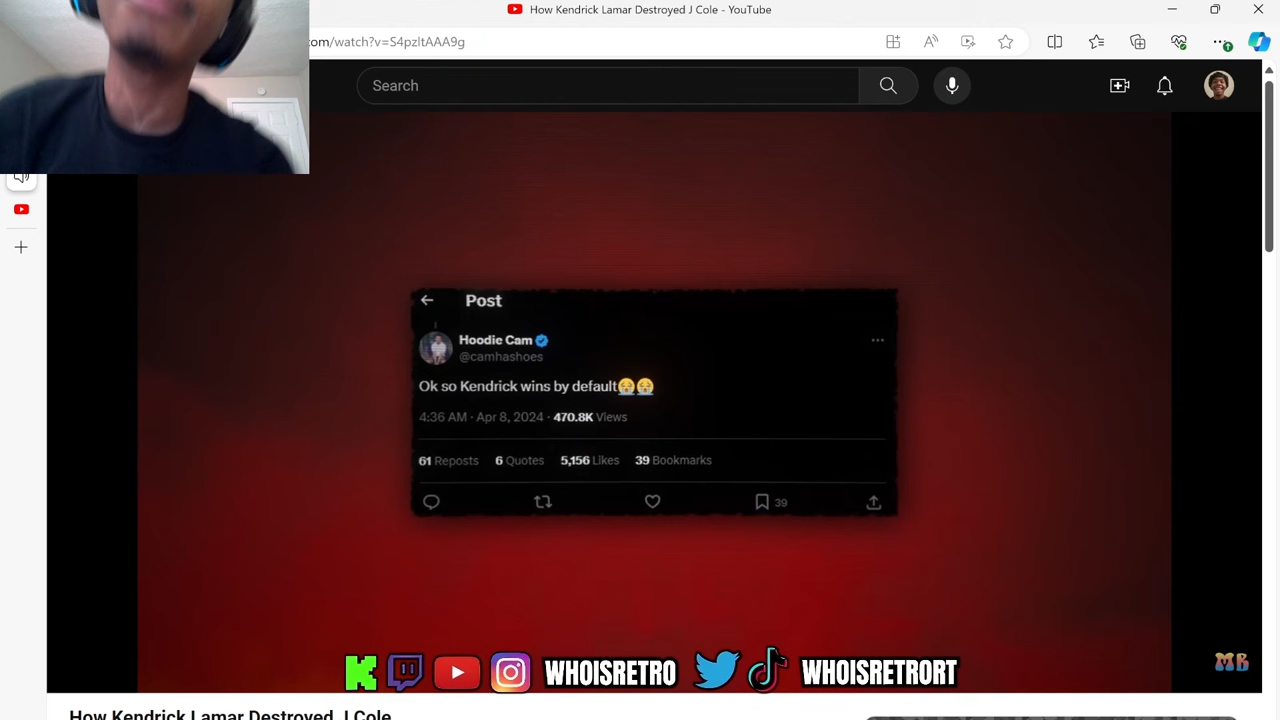 How Kendrick Lamar Destroyed J Cole - YouTube
com/watch?v=S4pzItAAA9g
Search
Post
Hoodie Cam
@camhashoes
Ok so Kendrick wins by default😭😭
4:36 AM · Apr 8, 2024 · 470.8K Views
61 Reposts 6 Quotes 5,156 Likes 39 Bookmarks
39
WHOISRETRO WHOISRETRORT
MB
How Kendrick Lamar Destroyed J Cole